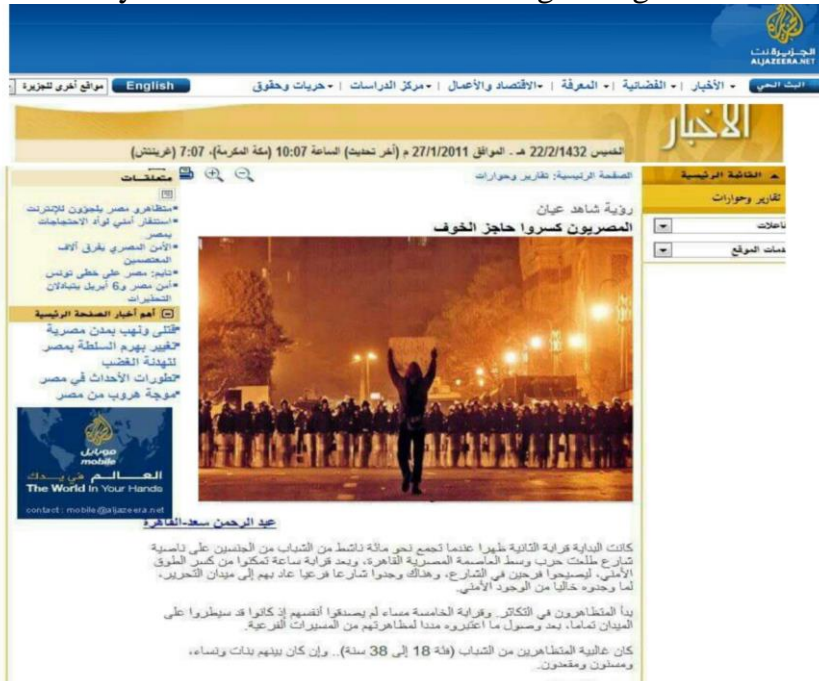 الجزيرة نت
ALJAZEERA.NET
البث الحي • الأخبار | • الفضائية | • المعرفة | • الاقتصاد والأعمال | • مركز الدراسات | • حريات وحقوق English مواقع أخرى للجزيرة
الأخبار
الخميس 22/2/1432 هـ - الموافق 27/1/2011 م (آخر تحديث) الساعة 10:07 (مكة المكرمة)، 7:07 (غرينتش)
القائمة الرئيسية
تقارير وحوارات
اعلات
دمات الموقع
الصفحة الرئيسية: تقارير وحوارات
رؤية شاهد عيان
المصريون كسروا حاجز الخوف
عبد الرحمن سعد-القاهرة
كانت البداية قرابة الثانية ظهرا عندما تجمع نحو مائة ناشط من الشباب من الجنسين على ناصية
شارع طلعت حرب وسط العاصمة المصرية القاهرة، وبعد قرابة ساعة تمكنوا من كسر الطوق
الأمني، ليصبحوا فرحين في الشارع، وهناك وجدوا شارعا فرعيا عاد بهم إلى ميدان التحرير،
لما وجدوه خاليا من الوجود الأمني.
بدأ المتظاهرون في التكاثر. وقرابة الخامسة مساء لم يصدقوا أنفسهم إذ كانوا قد سيطروا على
الميدان تماما، بعد وصول ما اعتبروه مددا لمظاهرتهم من المسيرات الفرعية.
كان غالبية المتظاهرين من الشباب (فئة 18 إلى 38 سنة).. وإن كان بينهم بنات ونساء،
ومسنون ومقعدون.
متعلقات
•متظاهرو مصر يلجؤون للإنترنت
•استنفار أمني لوأد الاحتجاجات
بمصر
•الأمن المصري يفرق آلاف
المعتصمين
•تايم: مصر على خطى تونس
•أمن مصر و6 أبريل يتبادلان
التحذيرات
أهم أخبار الصفحة الرئيسية
•قتلى ونهب بمدن مصرية
•تغيير بهرم السلطة بمصر
لتهدئة الغضب
•تطورات الأحداث في مصر
•موجة هروب من مصر
موبايل
mobile
العالم في يدك
The World In Your Hands
contact : mobile@aljazeera.net